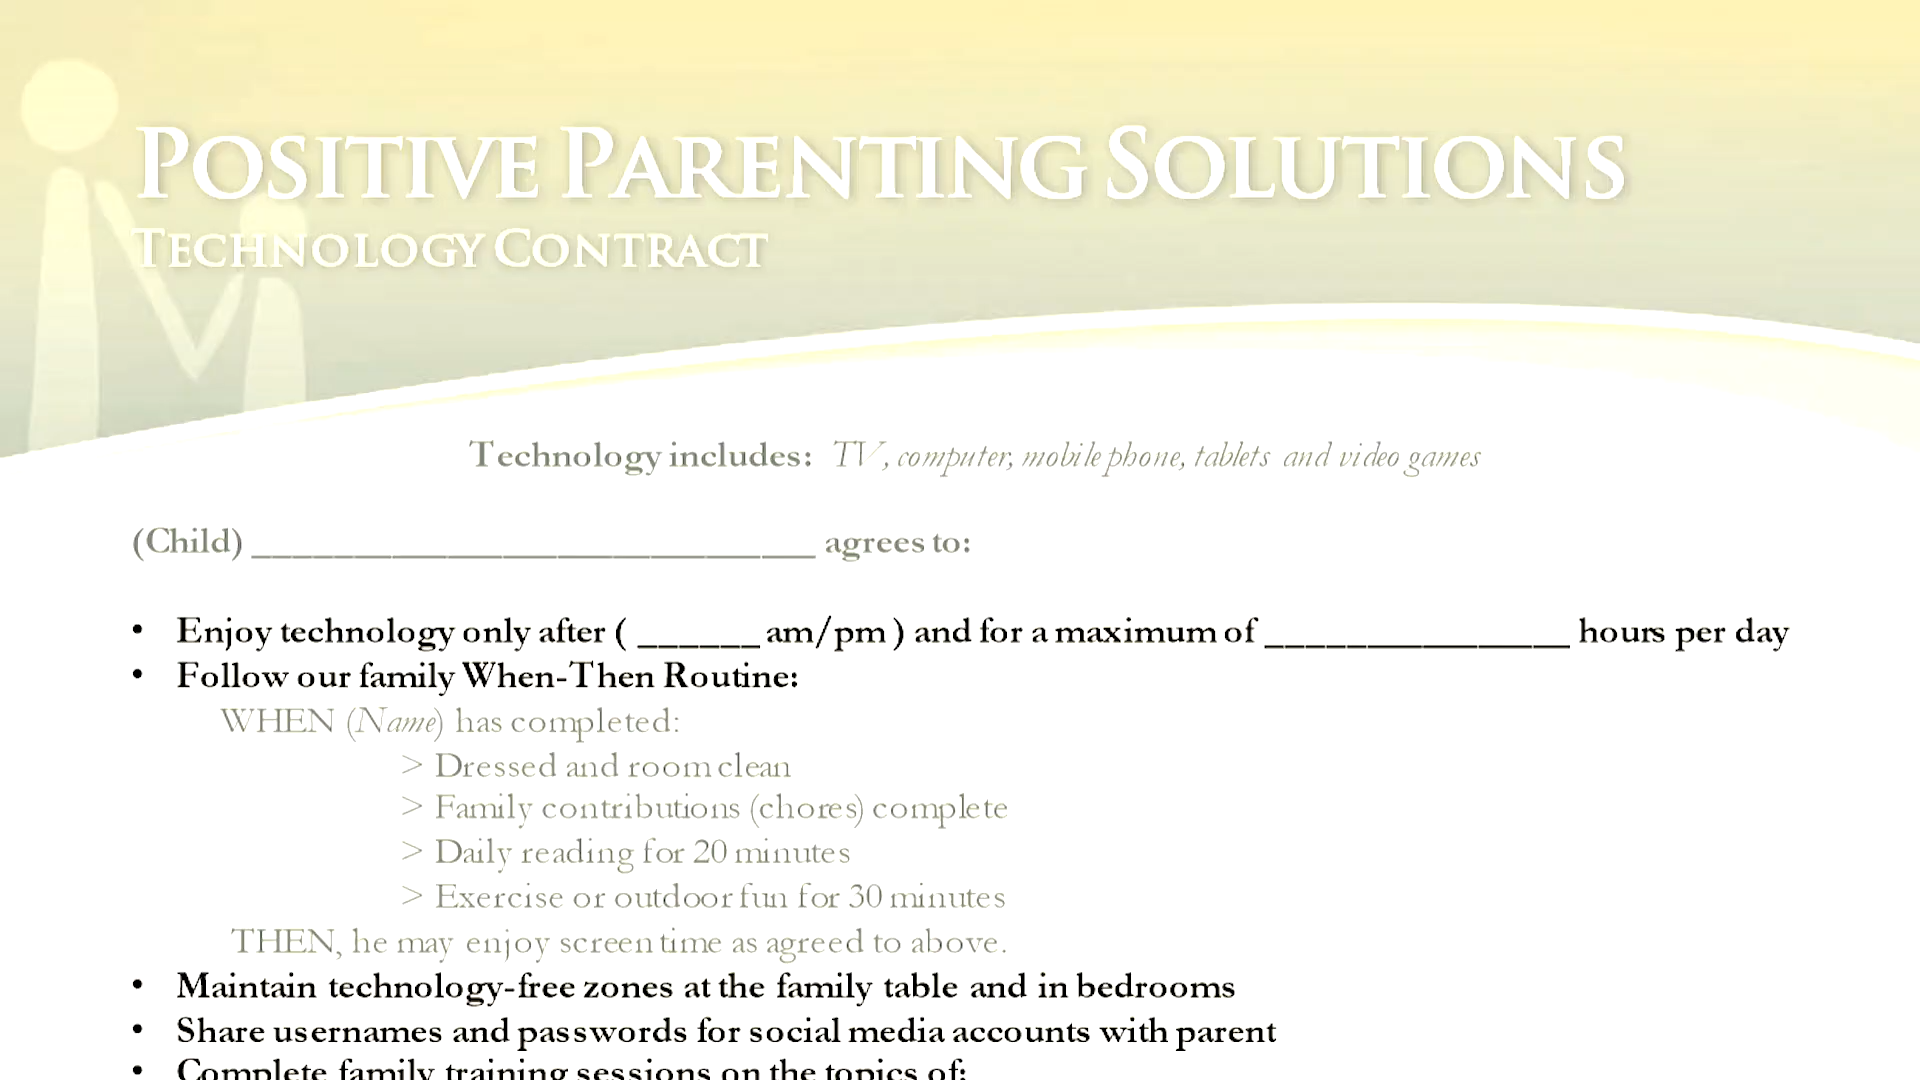 POSITIVE PARENTING SOLUTIONS
TECHNOLOGY CONTRACT
Technology includes: TV, computer, mobile phone, tablets and video games
(Child) ______________________________ agrees to:
• Enjoy technology only after ( ______ am/pm ) and for a maximum of _______________ hours per day
• Follow our family When-Then Routine:
WHEN (Name) has completed:
> Dressed and room clean
> Family contributions (chores) complete
> Daily reading for 20 minutes
> Exercise or outdoor fun for 30 minutes
THEN, he may enjoy screen time as agreed to above.
• Maintain technology-free zones at the family table and in bedrooms
• Share usernames and passwords for social media accounts with parent
• Complete family training sessions on the topics of: